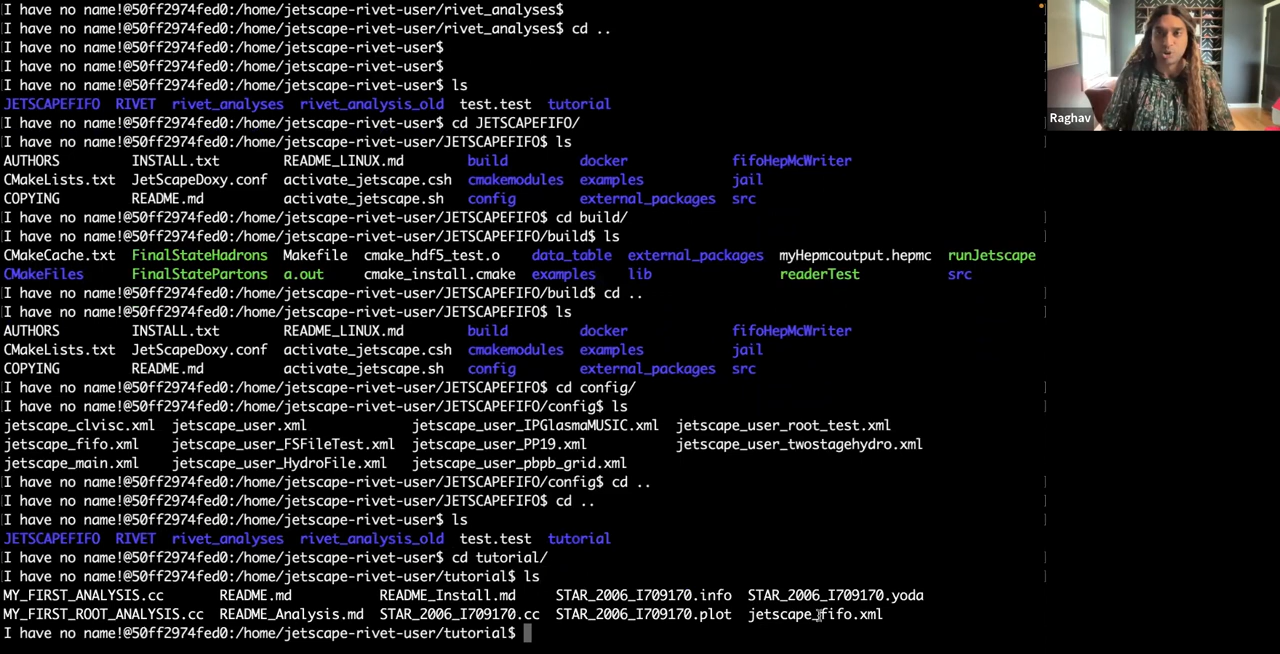 I have no name!@50ff2974fed0:/home/jetscape-rivet-user/rivet_analyses$
I have no name!@50ff2974fed0:/home/jetscape-rivet-user/rivet_analyses$ cd ..
I have no name!@50ff2974fed0:/home/jetscape-rivet-user$
I have no name!@50ff2974fed0:/home/jetscape-rivet-user$
I have no name!@50ff2974fed0:/home/jetscape-rivet-user$ ls
JETSCAPEFIFO RIVET rivet_analyses rivet_analysis_old test.test tutorial
I have no name!@50ff2974fed0:/home/jetscape-rivet-user$ cd JETSCAPEFIFO/
I have no name!@50ff2974fed0:/home/jetscape-rivet-user/JETSCAPEFIFO$ ls
AUTHORS INSTALL.txt README_LINUX.md build docker fifoHepMcWriter
CMakeLists.txt JetScapeDoxy.conf activate_jetscape.csh cmakemodules examples jail
COPYING README.md activate_jetscape.sh config external_packages src
I have no name!@50ff2974fed0:/home/jetscape-rivet-user/JETSCAPEFIFO$ cd build/
I have no name!@50ff2974fed0:/home/jetscape-rivet-user/JETSCAPEFIFO/build$ ls
CMakeCache.txt FinalStateHadrons Makefile cmake_hdf5_test.o data_table external_packages myHepmcoutput.hepmc runJetscape
CMakeFiles FinalStatePartons a.out cmake_install.cmake examples lib readerTest src
I have no name!@50ff2974fed0:/home/jetscape-rivet-user/JETSCAPEFIFO/build$ cd ..
I have no name!@50ff2974fed0:/home/jetscape-rivet-user/JETSCAPEFIFO$ ls
AUTHORS INSTALL.txt README_LINUX.md build docker fifoHepMcWriter
CMakeLists.txt JetScapeDoxy.conf activate_jetscape.csh cmakemodules examples jail
COPYING README.md activate_jetscape.sh config external_packages src
I have no name!@50ff2974fed0:/home/jetscape-rivet-user/JETSCAPEFIFO$ cd config/
I have no name!@50ff2974fed0:/home/jetscape-rivet-user/JETSCAPEFIFO/config$ ls
jetscape_clvisc.xml jetscape_user.xml jetscape_user_IPGlasmaMUSIC.xml jetscape_user_root_test.xml
jetscape_fifo.xml jetscape_user_FSFileTest.xml jetscape_user_PP19.xml jetscape_user_twostagehydro.xml
jetscape_main.xml jetscape_user_HydroFile.xml jetscape_user_pbpb_grid.xml
I have no name!@50ff2974fed0:/home/jetscape-rivet-user/JETSCAPEFIFO/config$ cd ..
I have no name!@50ff2974fed0:/home/jetscape-rivet-user/JETSCAPEFIFO$ cd ..
I have no name!@50ff2974fed0:/home/jetscape-rivet-user$ ls
JETSCAPEFIFO RIVET rivet_analyses rivet_analysis_old test.test tutorial
I have no name!@50ff2974fed0:/home/jetscape-rivet-user$ cd tutorial/
I have no name!@50ff2974fed0:/home/jetscape-rivet-user/tutorial$ ls
MY_FIRST_ANALYSIS.cc README.md README_Install.md STAR_2006_I709170.info STAR_2006_I709170.yoda
MY_FIRST_ROOT_ANALYSIS.cc README_Analysis.md STAR_2006_I709170.cc STAR_2006_I709170.plot jetscape_fifo.xml
I have no name!@50ff2974fed0:/home/jetscape-rivet-user/tutorial$
Raghav